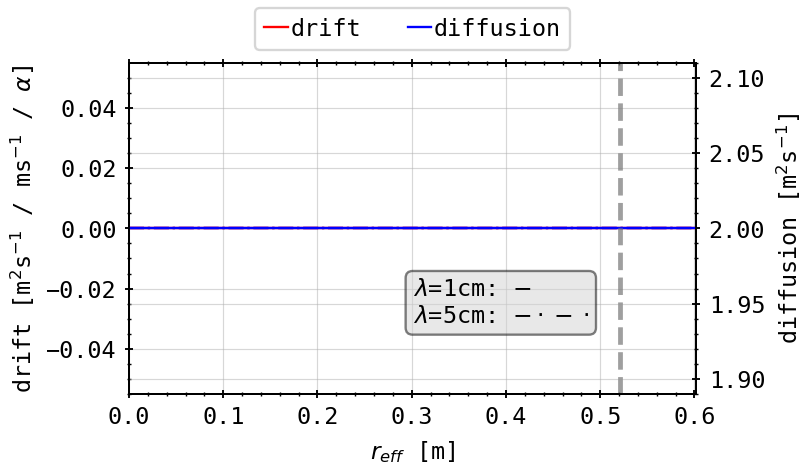 drift diffusion
drift [m²s⁻¹ / ms⁻¹ / α]
0.04
0.02
0.00
−0.02
−0.04
2.10
2.05
2.00
1.95
1.90
diffusion [m²s⁻¹]
λ=1cm: —
λ=5cm: — · — ·
0.0 0.1 0.2 0.3 0.4 0.5 0.6
r_eff [m]